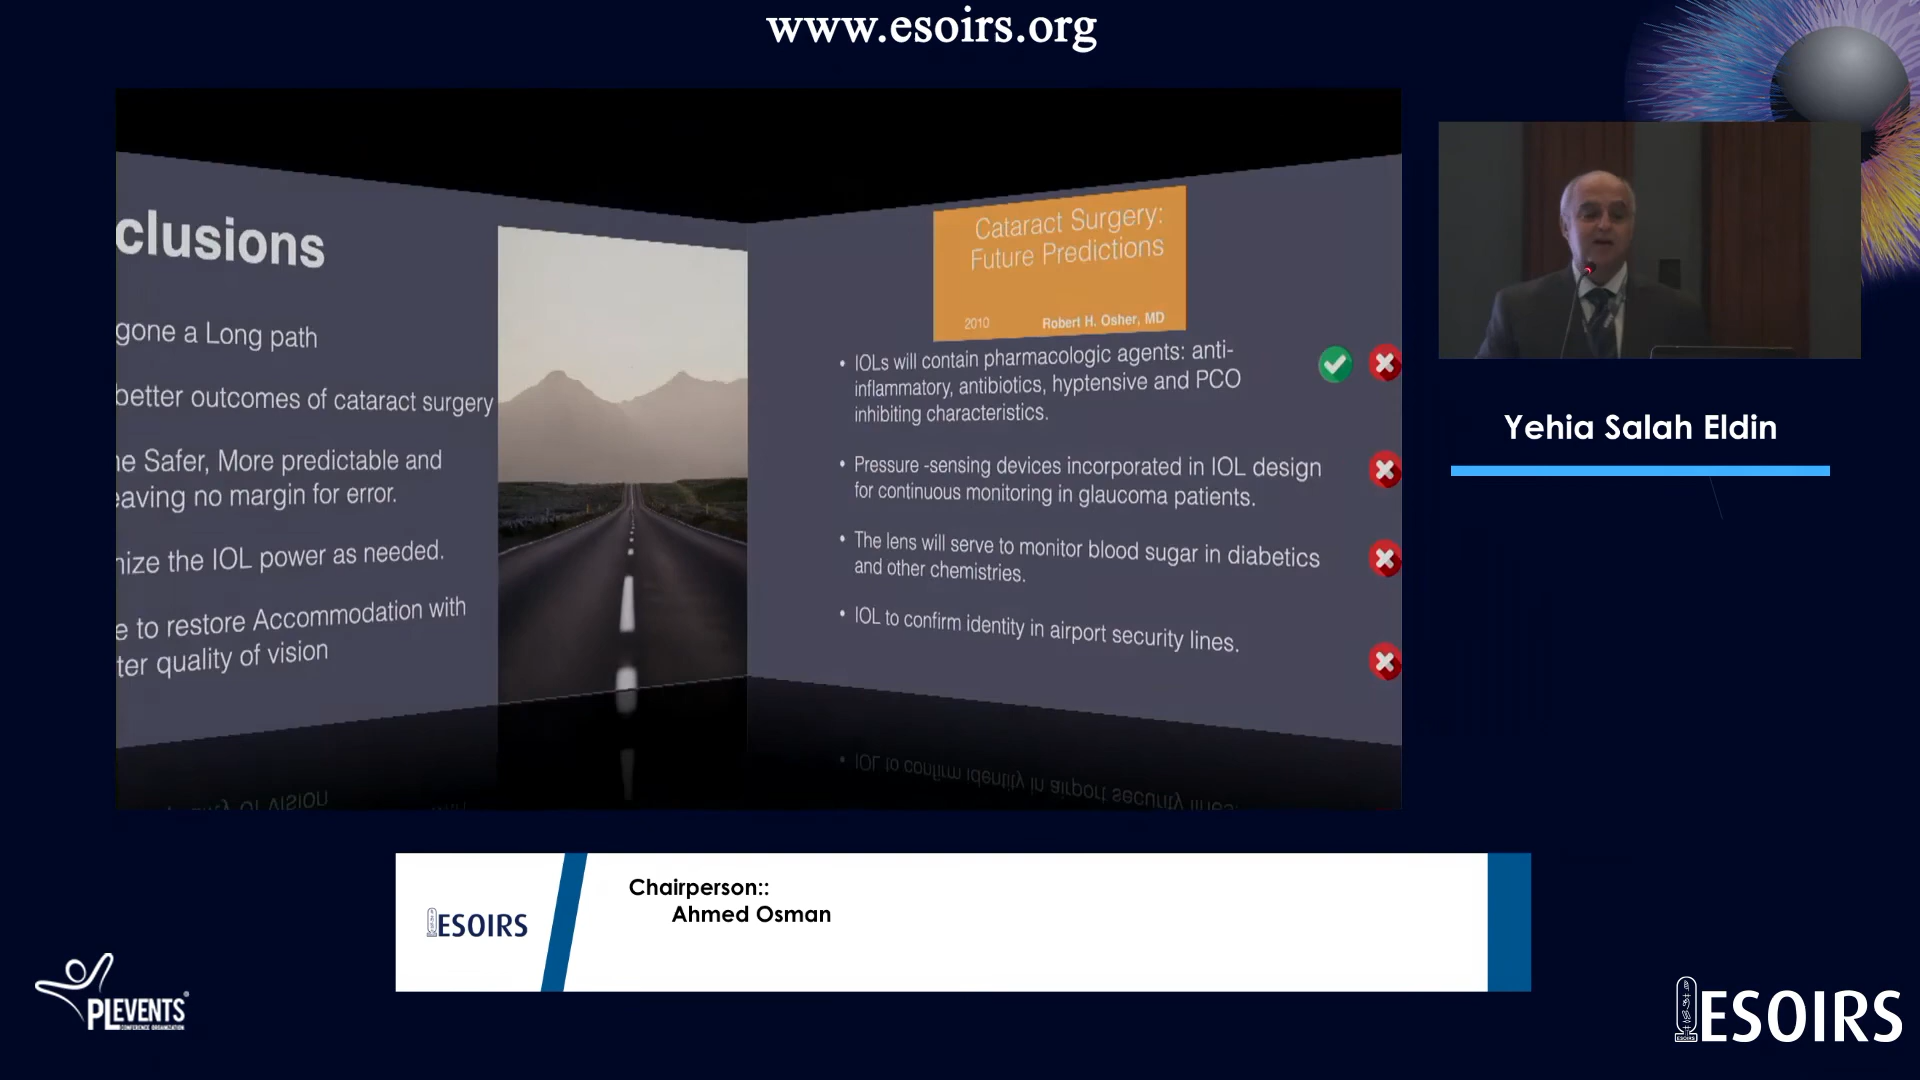 www.esoirs.org
clusions
gone a Long path
better outcomes of cataract surgery
e Safer, More predictable and
eaving no margin for error.
nize the IOL power as needed.
e to restore Accommodation with
ter quality of vision
Cataract Surgery:
Future Predictions
2010 Robert H. Osher, MD
• IOLs will contain pharmacologic agents: anti-
inflammatory, antibiotics, hyptensive and PCO
inhibiting characteristics.
• Pressure -sensing devices incorporated in IOL design
for continuous monitoring in glaucoma patients.
• The lens will serve to monitor blood sugar in diabetics
and other chemistries.
• IOL to confirm identity in airport security lines.
Yehia Salah Eldin
Chairperson::
Ahmed Osman
ESOIRS
PLEVENTS
CONFERENCE ORGANIZATION
ESOIRS